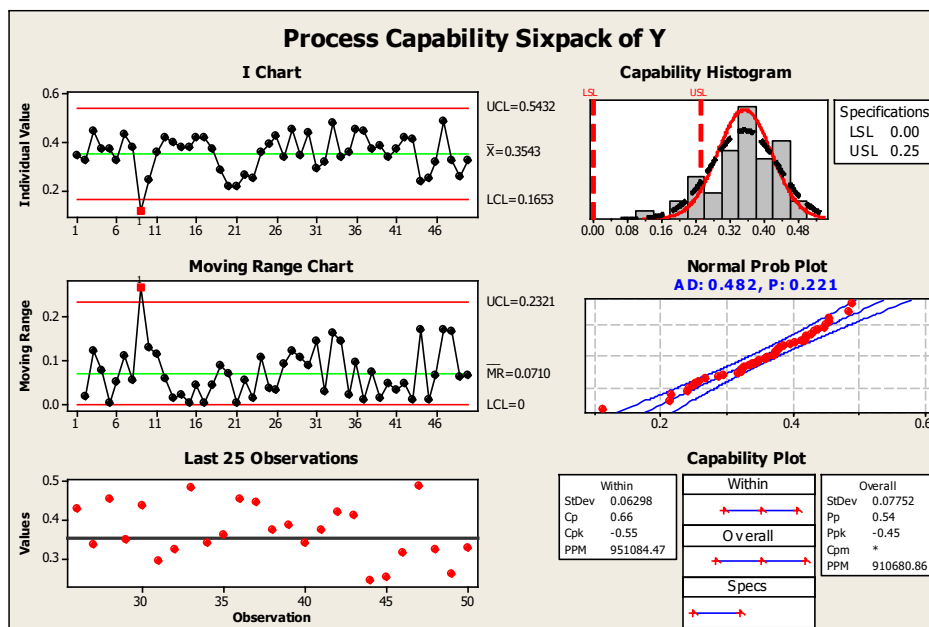 Process Capability Sixpack of Y
I Chart
Individual Value
0.6
0.4
0.2
UCL=0.5432
X=0.3543
LCL=0.1653
1
1 6 11 16 21 26 31 36 41 46
Moving Range Chart
Moving Range
0.2
0.1
0.0
1
UCL=0.2321
MR=0.0710
LCL=0
1 6 11 16 21 26 31 36 41 46
Last 25 Observations
Values
0.5
0.4
0.3
30 35 40 45 50
Observation
Capability Histogram
LSL USL
Specifications
LSL 0.00
USL 0.25
0.00 0.08 0.16 0.24 0.32 0.40 0.48
Normal Prob Plot
AD: 0.482, P: 0.221
0.2 0.4 0.6
Capability Plot
Within
StDev 0.06298
Cp 0.66
Cpk -0.55
PPM 951084.47
Within
Overall
Specs
Overall
StDev 0.07752
Pp 0.54
Ppk -0.45
Cpm *
PPM 910680.86